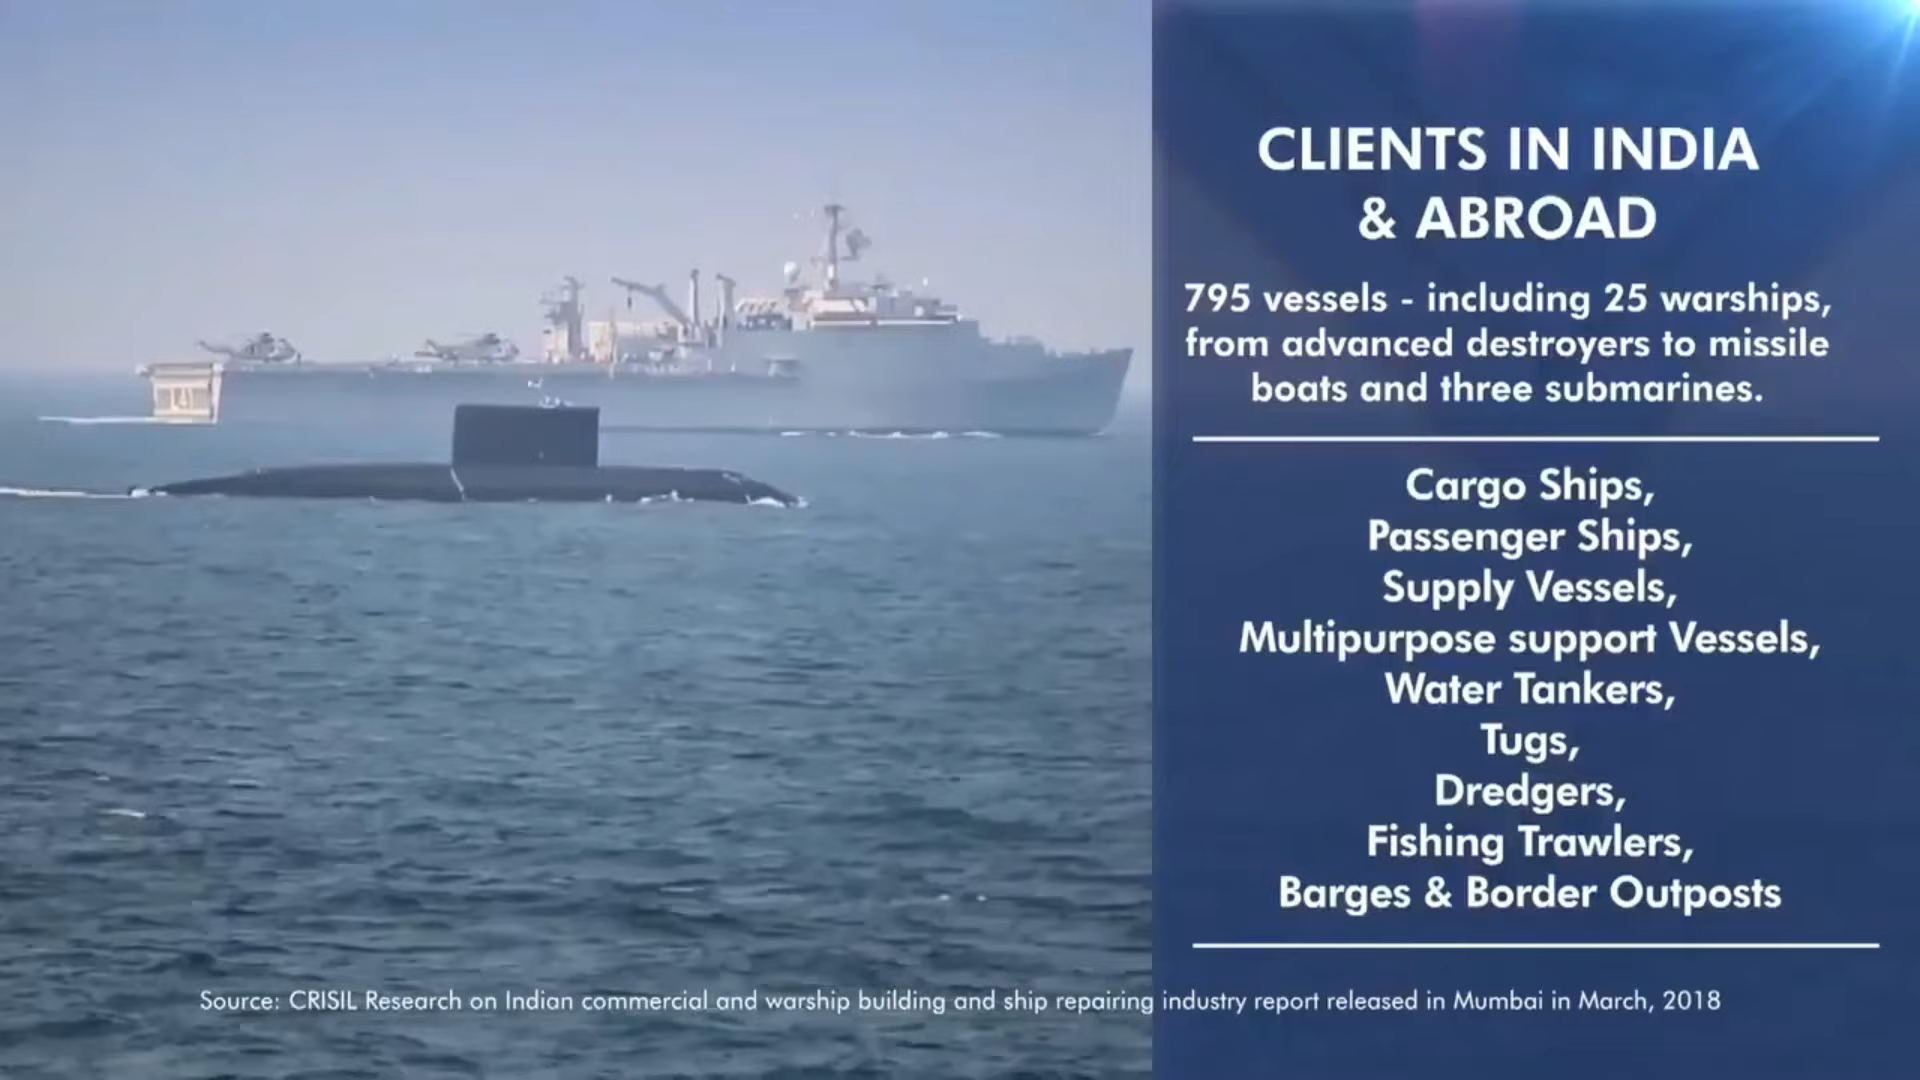 CLIENTS IN INDIA
& ABROAD
795 vessels - including 25 warships,
from advanced destroyers to missile
boats and three submarines.
Cargo Ships,
Passenger Ships,
Supply Vessels,
Multipurpose support Vessels,
Water Tankers,
Tugs,
Dredgers,
Fishing Trawlers,
Barges & Border Outposts
Source: CRISIL Research on Indian commercial and warship building and ship repairing industry report released in Mumbai in March, 2018